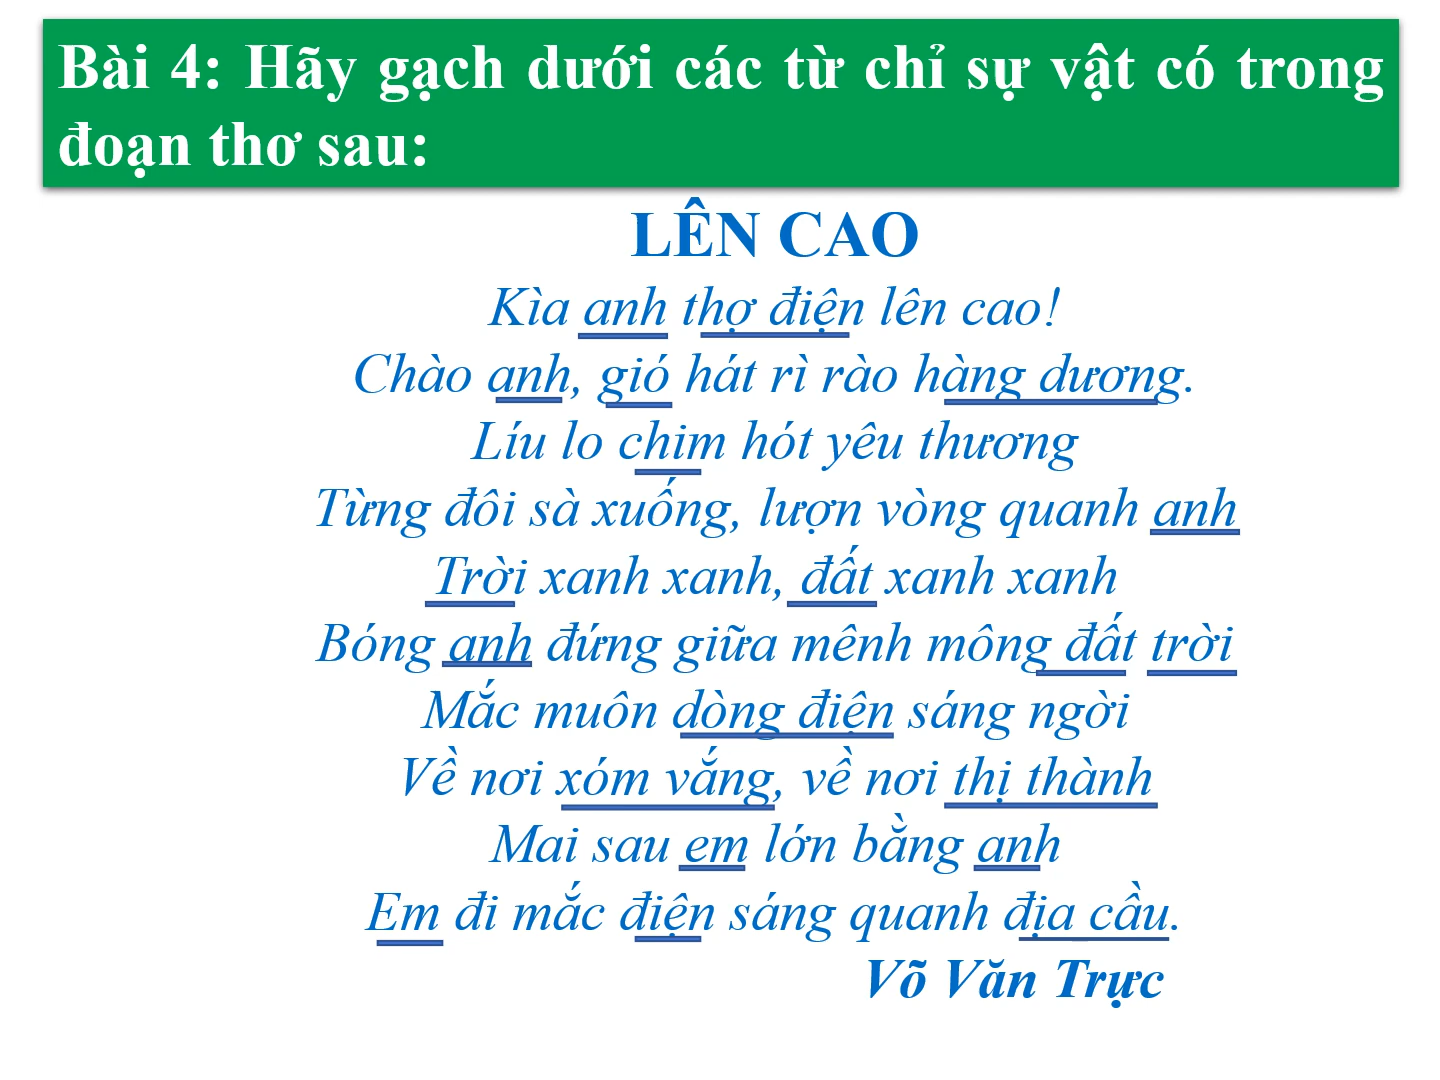 Bài 4: Hãy gạch dưới các từ chỉ sự vật có trong
đoạn thơ sau:
LÊN CAO
Kìa anh thợ điện lên cao!
Chào anh, gió hát rì rào hàng dương.
Líu lo chim hót yêu thương
Từng đôi sà xuống, lượn vòng quanh anh
Trời xanh xanh, đất xanh xanh
Bóng anh đứng giữa mênh mông đất trời
Mắc muôn dòng điện sáng ngời
Về nơi xóm vắng, về nơi thị thành
Mai sau em lớn bằng anh
Em đi mắc điện sáng quanh địa cầu.
Võ Văn Trực